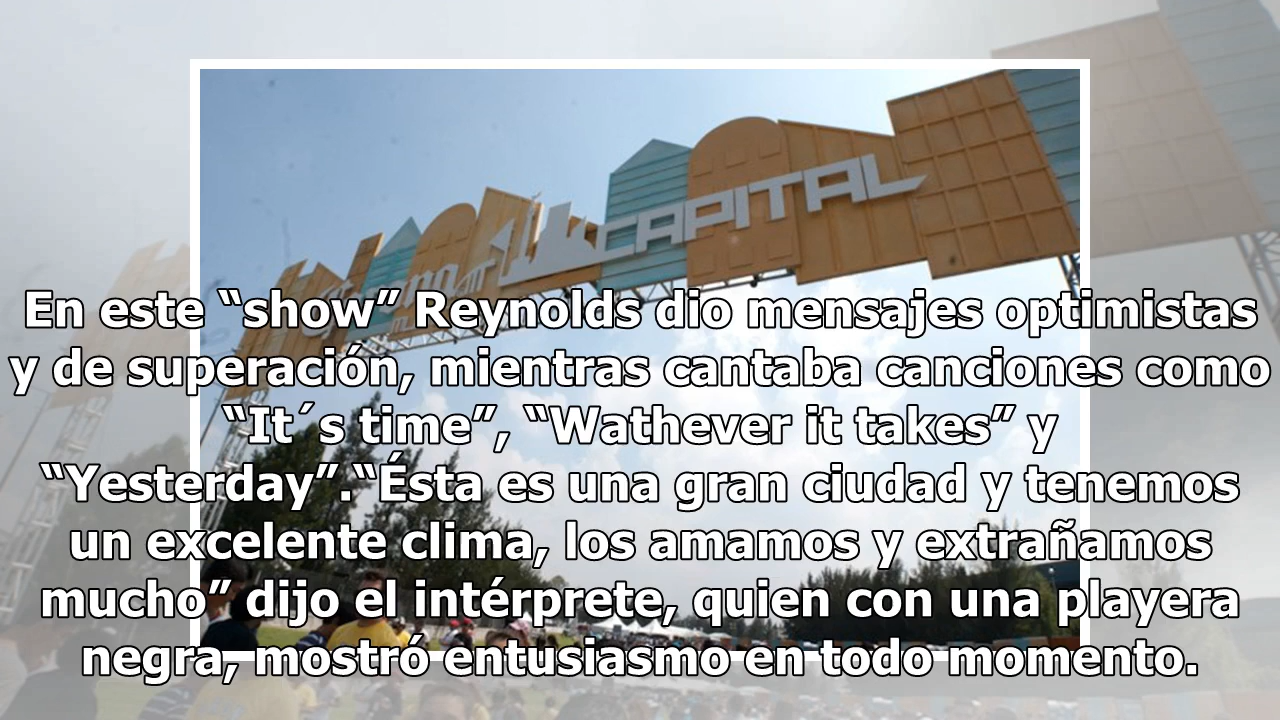 CAPITAL
En este “show” Reynolds dio mensajes optimistas
y de superación, mientras cantaba canciones como
“It´s time”, “Wathever it takes” y
“Yesterday”.“Ésta es una gran ciudad y tenemos
un excelente clima, los amamos y extrañamos
mucho” dijo el intérprete, quien con una playera
negra, mostró entusiasmo en todo momento.